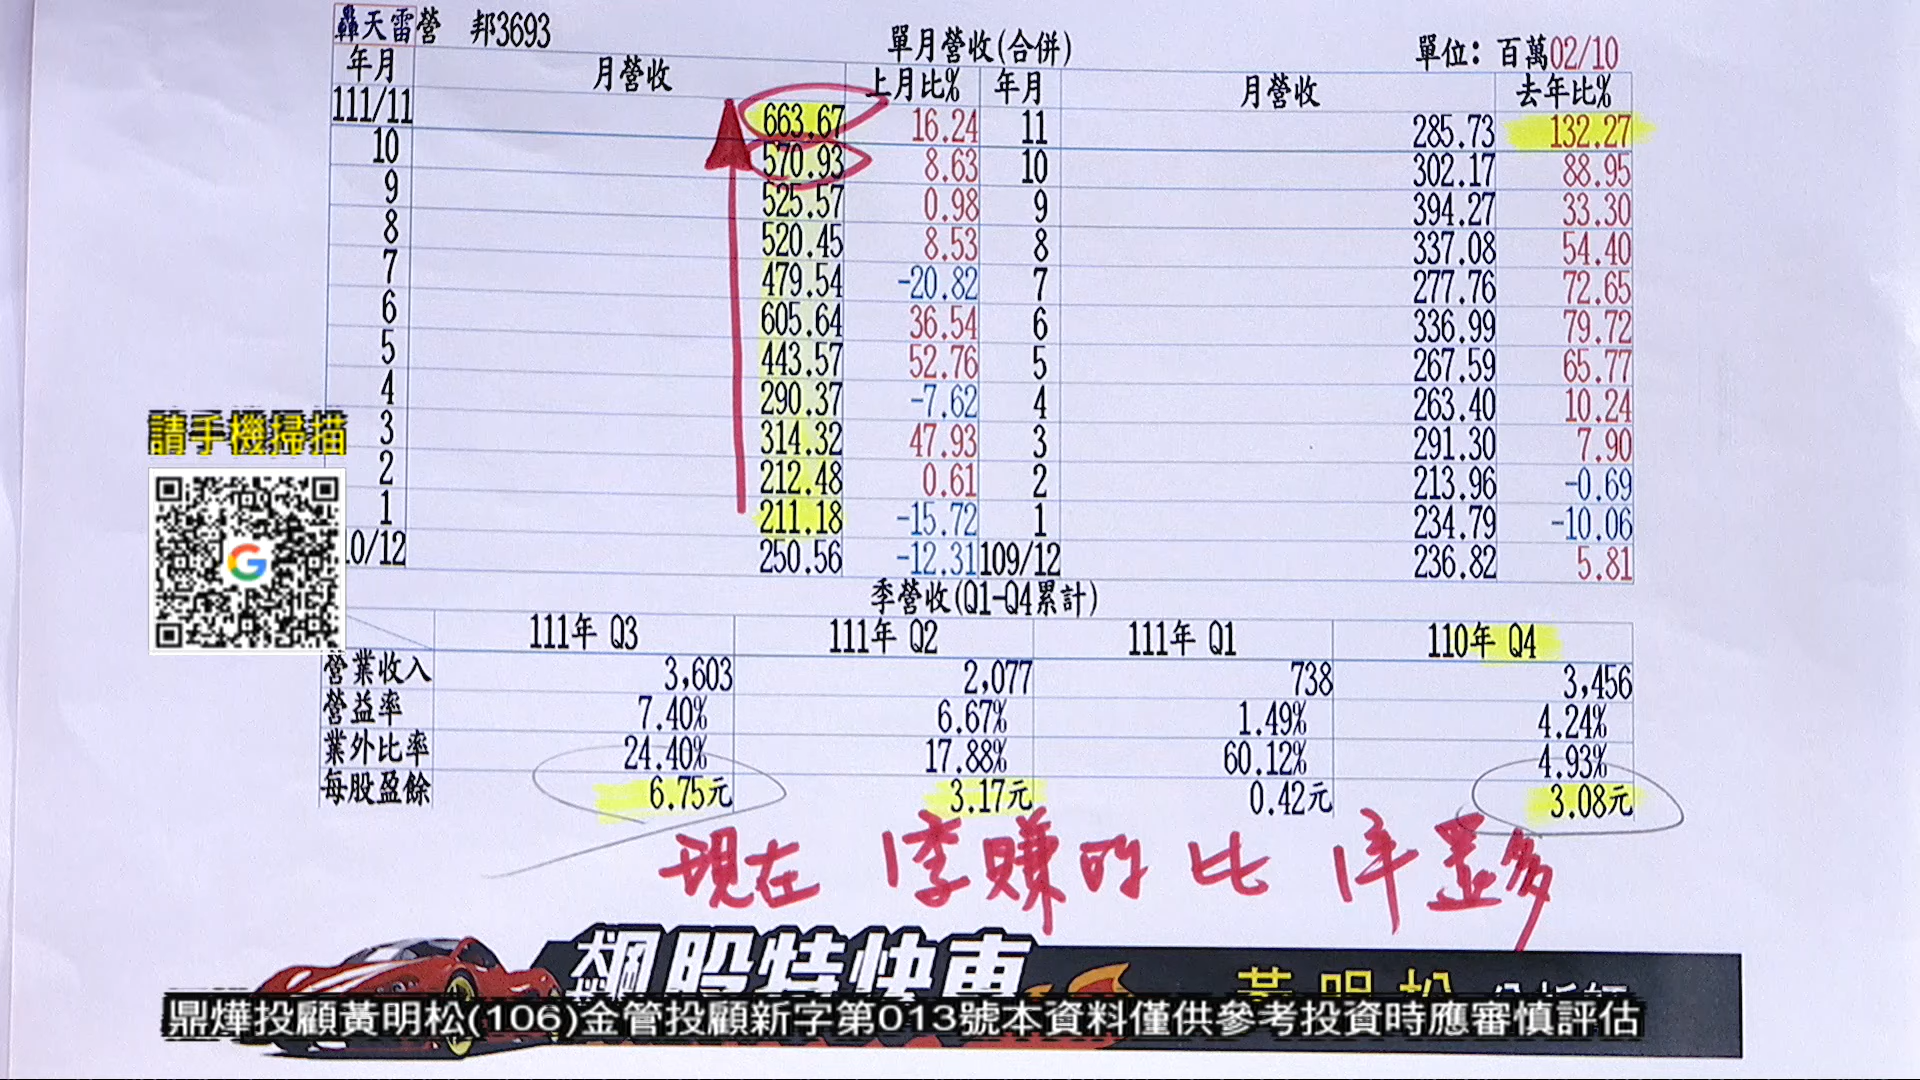 轟天雷營 邦3693 單月營收(合併) 單位: 百萬02/10
年月 月營收 上月比% 年月 月營收 去年比%
111/11 663.67 16.24 11 285.73 132.27
10 570.93 8.63 10 302.17 88.95
9 525.57 0.98 9 394.27 33.30
8 520.45 8.53 8 337.08 54.40
7 479.54 -20.82 7 277.76 72.65
6 605.64 36.54 6 336.99 79.72
5 443.57 52.76 5 267.59 65.77
4 290.37 -7.62 4 263.40 10.24
3 314.32 47.93 3 291.30 7.90
2 212.48 0.61 2 213.96 -0.69
1 211.18 -15.72 1 234.79 -10.06
10/12 250.56 -12.31 109/12 236.82 5.81
請手機掃描
季營收(Q1-Q4累計)
111年 Q3 111年 Q2 111年 Q1 110年 Q4
營業收入 3,603 2,077 738 3,456
營益率 7.40% 6.67% 1.49% 4.24%
業外比率 24.40% 17.88% 60.12% 4.93%
每股盈餘 6.75元 3.17元 0.42元 3.08元
現在 1季賺的 比 1年還多
飆股特快車 黃明松 分析師
鼎燁投顧黃明松(106)金管投顧新字第013號本資料僅供參考投資時應審慎評估